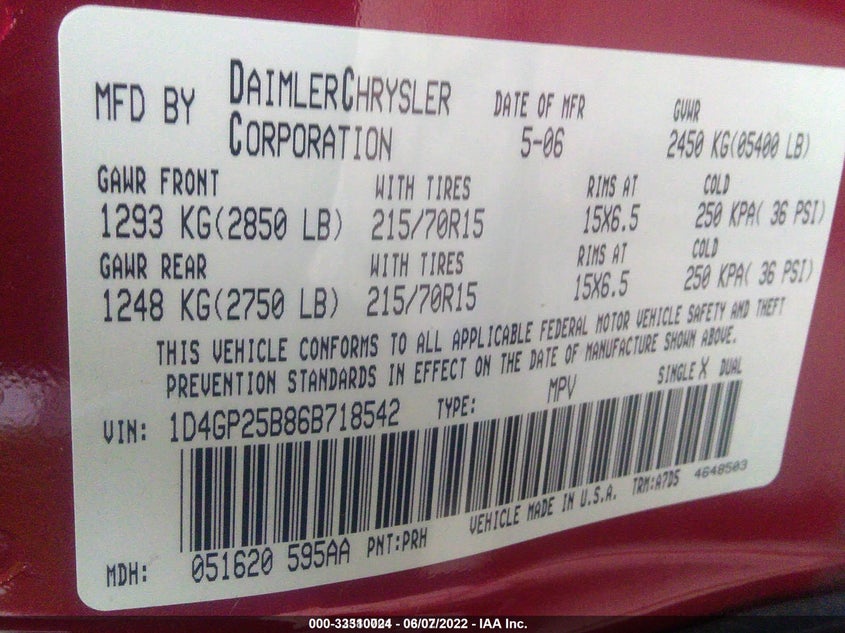 MFD BY DAIMLERCHRYSLER CORPORATION DATE OF MFR 5-06 GVWR 2450 KG(05400 LB)
GAWR FRONT WITH TIRES RIMS AT COLD
1293 KG(2850 LB) 215/70R15 15X6.5 250 KPA( 36 PSI)
GAWR REAR WITH TIRES RIMS AT COLD
1248 KG(2750 LB) 215/70R15 15X6.5 250 KPA( 36 PSI)
THIS VEHICLE CONFORMS TO ALL APPLICABLE FEDERAL MOTOR VEHICLE SAFETY AND THEFT
PREVENTION STANDARDS IN EFFECT ON THE DATE OF MANUFACTURE SHOWN ABOVE.
VIN: 1D4GP25B86B718542 TYPE: MPV SINGLE X DUAL
MDH: 051620 595AA PNT:PRH VEHICLE MADE IN U.S.A. TRM:A7D5 4648503
06/07/2022 - IAA Inc.